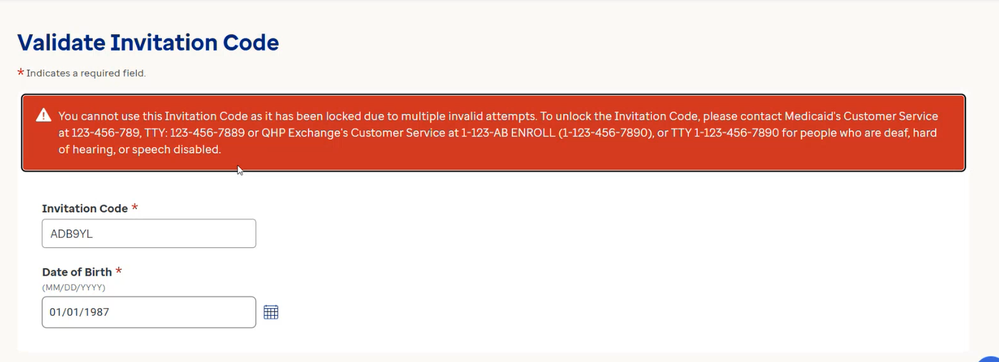 Validate Invitation Code
* Indicates a required field.
You cannot use this Invitation Code as it has been locked due to multiple invalid attempts. To unlock the Invitation Code, please contact Medicaid's Customer Service
at 123-456-789, TTY: 123-456-7889 or QHP Exchange's Customer Service at 1-123-AB ENROLL (1-123-456-7890), or TTY 1-123-456-7890 for people who are deaf, hard
of hearing, or speech disabled.
Invitation Code *
ADB9YL
Date of Birth *
(MM/DD/YYYY)
01/01/1987